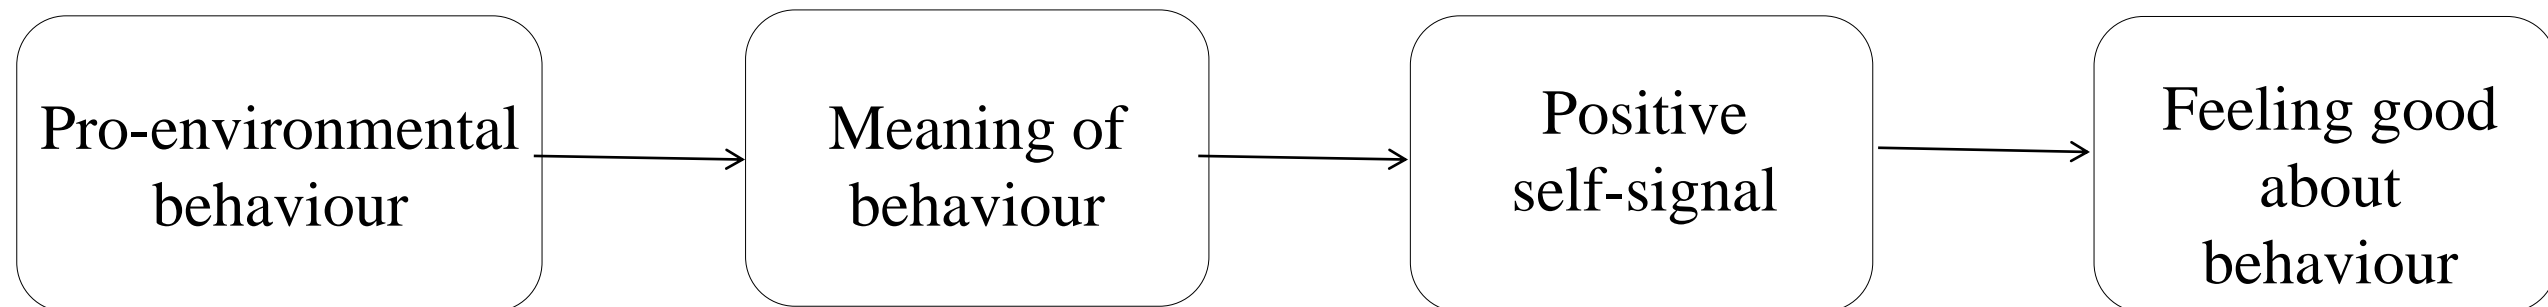 Pro-environmental
behaviour
Meaning of
behaviour
Positive
self-signal
Feeling good
about
behaviour